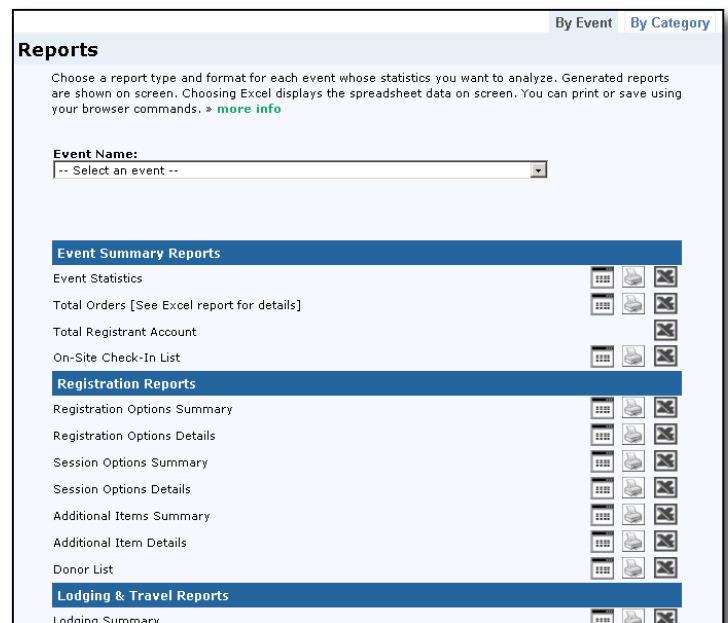 By Event By Category
Reports
Choose a report type and format for each event whose statistics you want to analyze. Generated reports
are shown on screen. Choosing Excel displays the spreadsheet data on screen. You can print or save using
your browser commands. » more info
Event Name:
-- Select an event --
Event Summary Reports
Event Statistics
Total Orders [See Excel report for details]
Total Registrant Account
On-Site Check-In List
Registration Reports
Registration Options Summary
Registration Options Details
Session Options Summary
Session Options Details
Additional Items Summary
Additional Item Details
Donor List
Lodging & Travel Reports
Lodging Summary